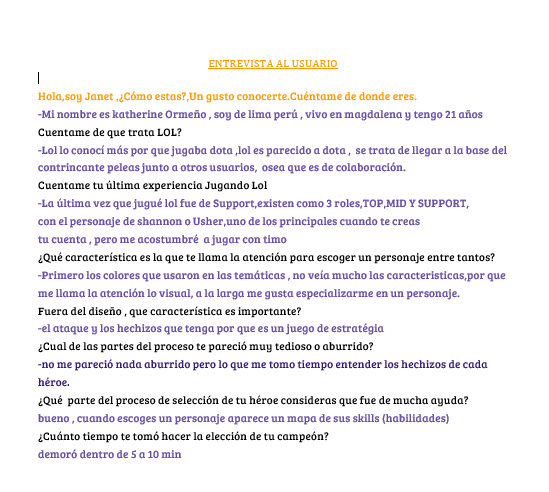 ENTREVISTA AL USUARIO
Hola,soy Janet ,¿Cómo estas?,Un gusto conocerte.Cuéntame de donde eres.
-Mi nombre es katherine Ormeño , soy de lima perú , vivo en magdalena y tengo 21 años
Cuentame de que trata LOL?
-Lol lo conocí más por que jugaba dota ,lol es parecido a dota ,  se trata de llegar a la base del
contrincante peleas junto a otros usuarios,  osea que es de colaboración.
Cuentame tu última experiencia Jugando Lol
-La última vez que jugué lol fue de Support,existen como 3 roles,TOP,MID Y SUPPORT,
con el personaje de shannon o Usher,uno de los principales cuando te creas
tu cuenta , pero me acostumbré  a jugar con timo
¿Qué característica es la que te llama la atención para escoger un personaje entre tantos?
-Primero los colores que usaron en las temáticas , no veía mucho las caracteristicas,por que
me llama la atención lo visual, a la larga me gusta especializarme en un personaje.
Fuera del diseño , que característica es importante?
-el ataque y los hechizos que tenga por que es un juego de estratégia
¿Cual de las partes del proceso te pareció muy tedioso o aburrido?
-no me pareció nada aburrido pero lo que me tomo tiempo entender los hechizos de cada
héroe.
¿Qué  parte del proceso de selección de tu héroe consideras que fue de mucha ayuda?
bueno , cuando escoges un personaje aparece un mapa de sus skills (habilidades)
¿Cuánto tiempo te tomó hacer la elección de tu campeón?
demoró dentro de 5 a 10 min